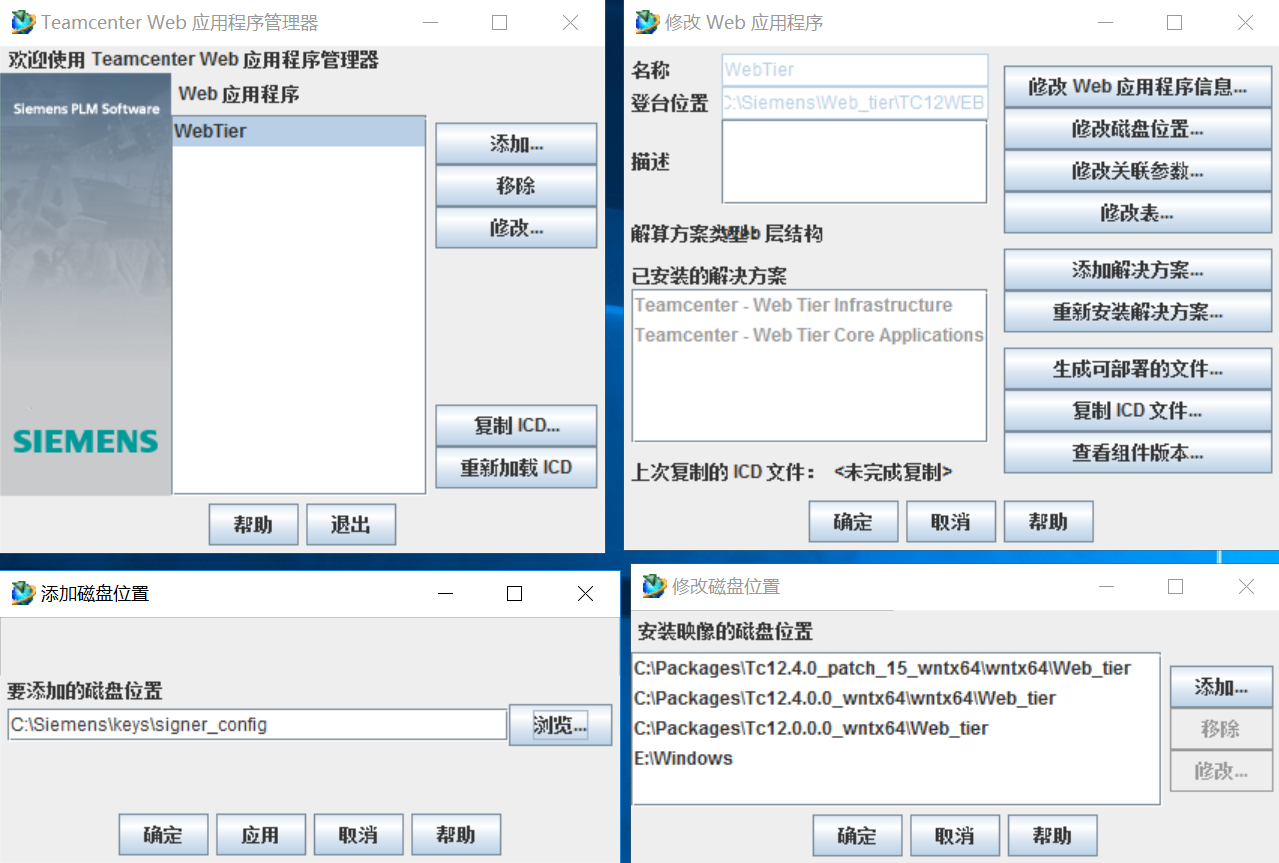 Teamcenter Web 应用程序管理器
欢迎使用 Teamcenter Web 应用程序管理器
Siemens PLM Software
Web 应用程序
WebTier
添加...
移除
修改...
复制 ICD...
重新加载 ICD
SIEMENS
帮助
退出
修改 Web 应用程序
名称
WebTier
登台位置
C:\Siemens\Web_tier\TC12WEB
描述
解算方案类型 Web 层结构
已安装的解决方案
Teamcenter - Web Tier Infrastructure
Teamcenter - Web Tier Core Applications
上次复制的 ICD 文件: <未完成复制>
修改 Web 应用程序信息...
修改磁盘位置...
修改关联参数...
修改表...
添加解决方案...
重新安装解决方案...
生成可部署的文件...
复制 ICD 文件...
查看组件版本...
确定
取消
帮助
添加磁盘位置
要添加的磁盘位置
C:\Siemens\keys\signer_config
浏览...
确定
应用
取消
帮助
修改磁盘位置
安装映像的磁盘位置
C:\Packages\Tc12.4.0_patch_15_wntx64\wntx64\Web_tier
C:\Packages\Tc12.4.0.0_wntx64\wntx64\Web_tier
C:\Packages\Tc12.0.0.0_wntx64\Web_tier
E:\Windows
添加...
移除
修改...
确定
取消
帮助